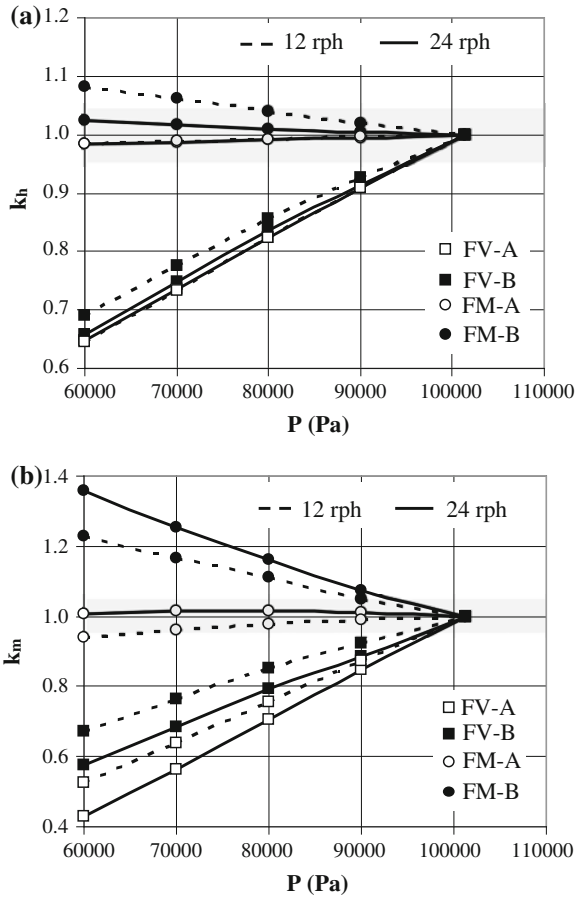 (a)
1.2
1.1
1.0
0.9
0.8
0.7
0.6
kh
12 rph
24 rph
FV-A
FV-B
FM-A
FM-B
60000 70000 80000 90000 100000 110000
P (Pa)
(b)
1.4
1.2
1.0
0.8
0.6
0.4
km
12 rph
24 rph
FV-A
FV-B
FM-A
FM-B
60000 70000 80000 90000 100000 110000
P (Pa)